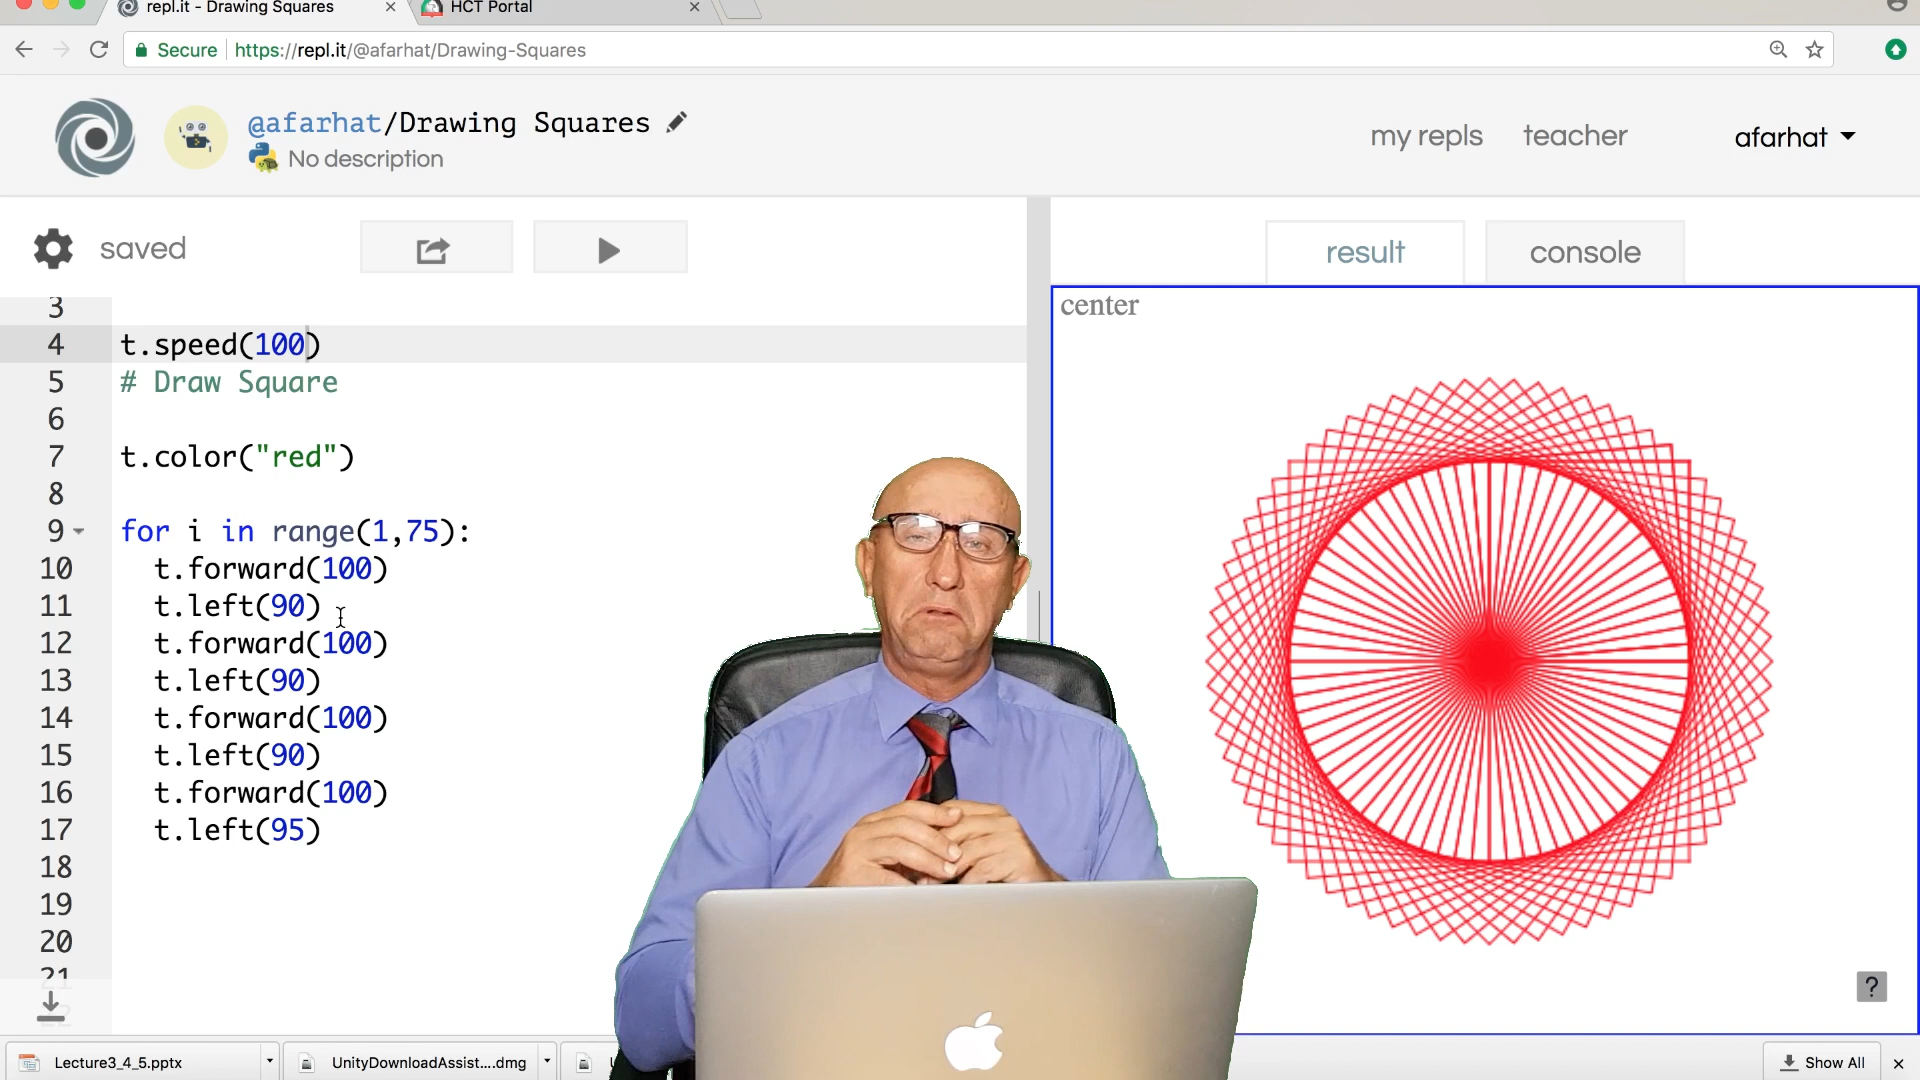 repl.it - Drawing Squares
HCT Portal
Secure https://repl.it/@afarhat/Drawing-Squares
@afarhat/Drawing Squares
No description
my repls teacher afarhat
saved
result console
center
3
4 t.speed(100)
5 # Draw Square
6
7 t.color("red")
8
9 for i in range(1,75):
10 t.forward(100)
11 t.left(90)
12 t.forward(100)
13 t.left(90)
14 t.forward(100)
15 t.left(90)
16 t.forward(100)
17 t.left(95)
18
19
20
21
?
Lecture3_4_5.pptx
UnityDownloadAssist....dmg
Show All